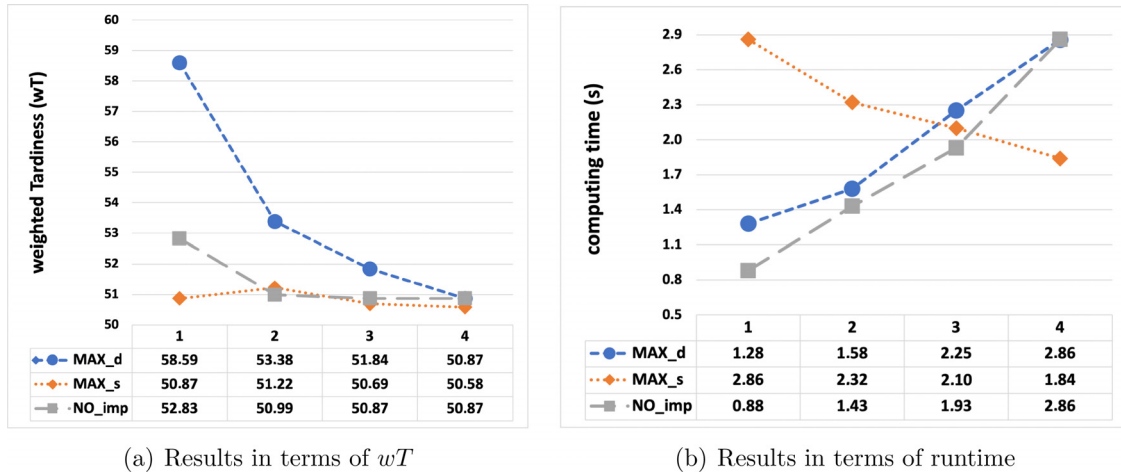 60
59
58
57
56
55
54
53
52
51
50
weighted Tardiness (wT)
1 2 3 4
MAX_d 58.59 53.38 51.84 50.87
MAX_s 50.87 51.22 50.69 50.58
NO_imp 52.83 50.99 50.87 50.87
(a) Results in terms of wT
2.9
2.6
2.3
2.0
1.7
1.4
1.1
0.8
0.5
computing time (s)
1 2 3 4
MAX_d 1.28 1.58 2.25 2.86
MAX_s 2.86 2.32 2.10 1.84
NO_imp 0.88 1.43 1.93 2.86
(b) Results in terms of runtime